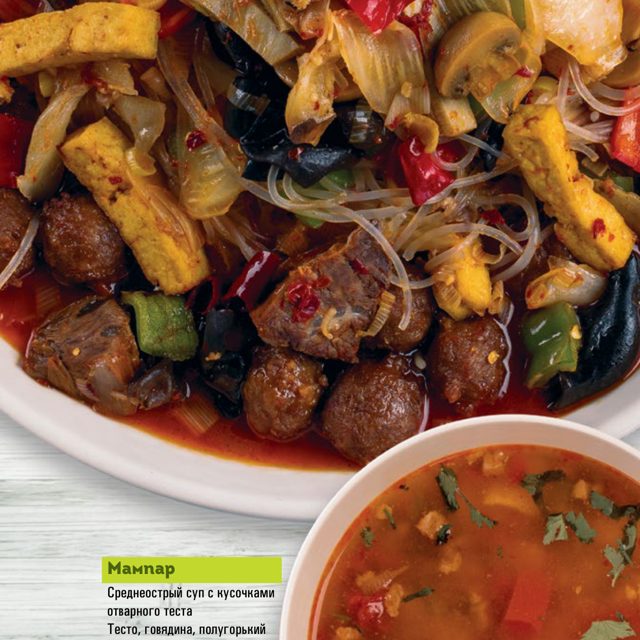 Мампар
Среднеострый суп с кусочками
отварного теста
Тесто, говядина, полугорький